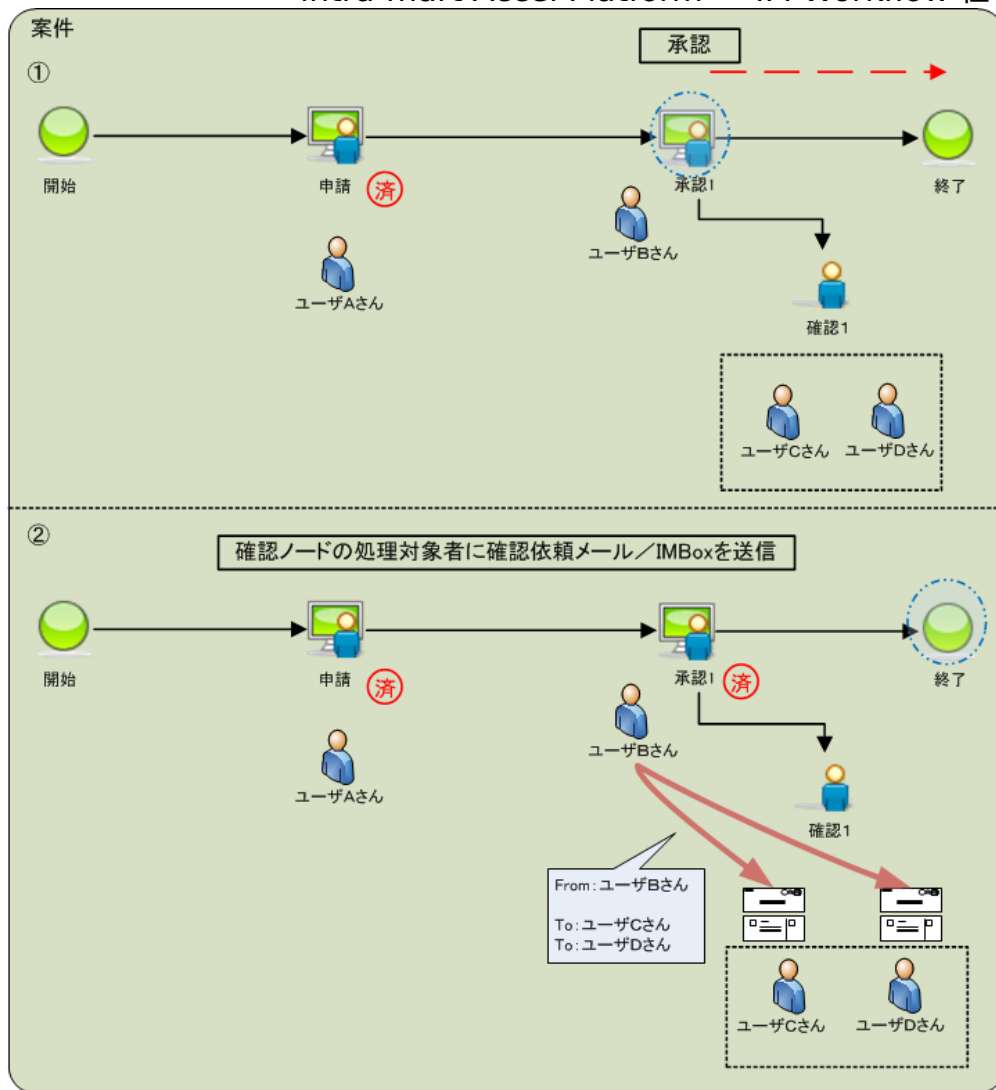 案件
①
承認
開始
申請
済
承認1
終了
ユーザBさん
ユーザAさん
確認1
ユーザCさん ユーザDさん
②
確認ノードの処理対象者に確認依頼メール／IMBoxを送信
開始
申請
済
承認1
済
終了
ユーザBさん
ユーザAさん
確認1
From：ユーザBさん
To：ユーザCさん
To：ユーザDさん
ユーザCさん ユーザDさん